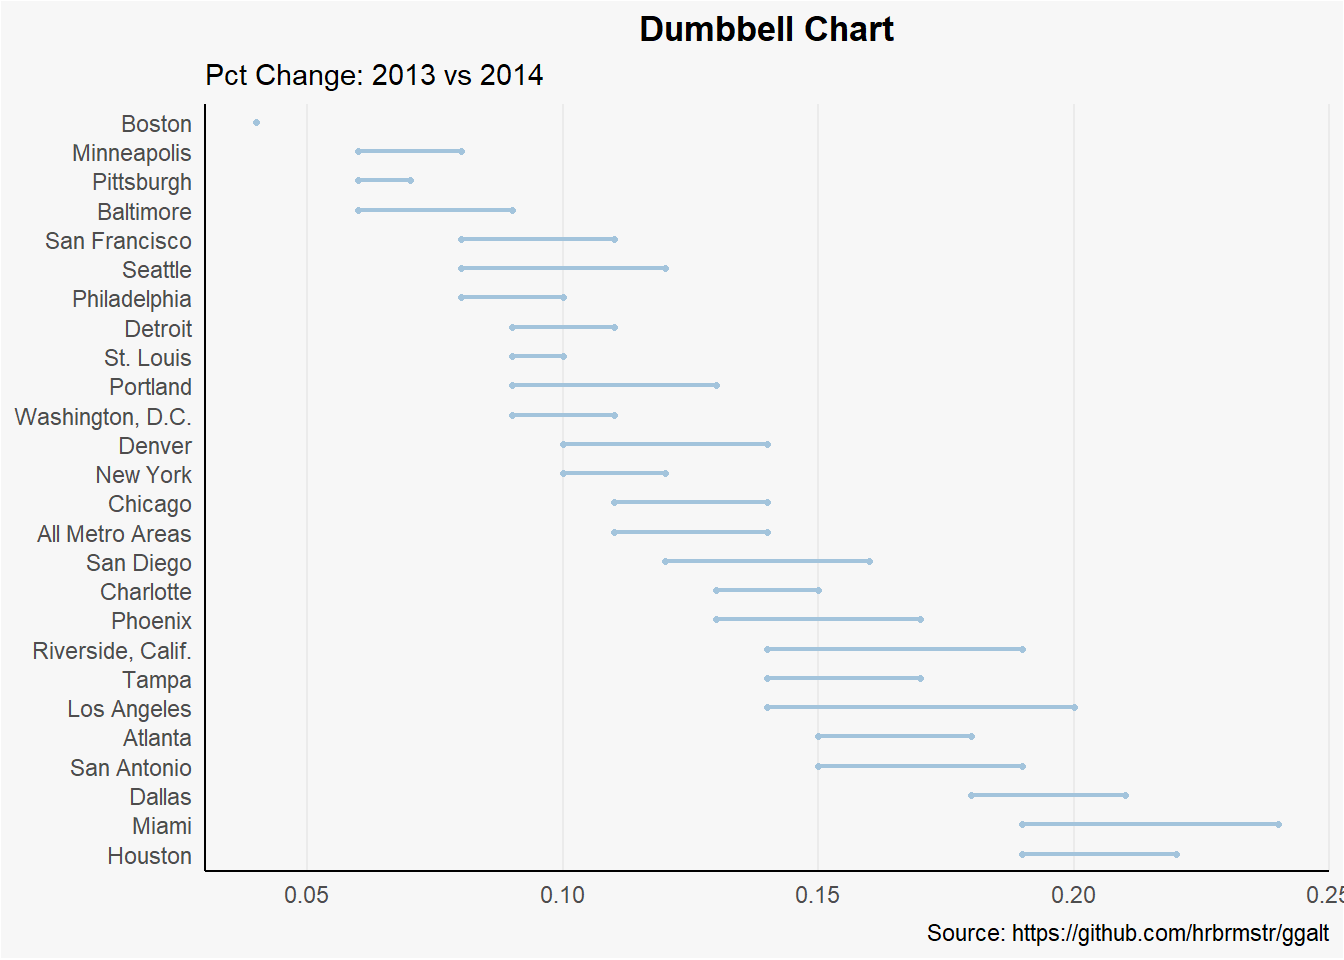 Dumbbell Chart
Pct Change: 2013 vs 2014
Boston
Minneapolis
Pittsburgh
Baltimore
San Francisco
Seattle
Philadelphia
Detroit
St. Louis
Portland
Washington, D.C.
Denver
New York
Chicago
All Metro Areas
San Diego
Charlotte
Phoenix
Riverside, Calif.
Tampa
Los Angeles
Atlanta
San Antonio
Dallas
Miami
Houston
0.05 0.10 0.15 0.20 0.25
Source: https://github.com/hrbrmstr/ggalt